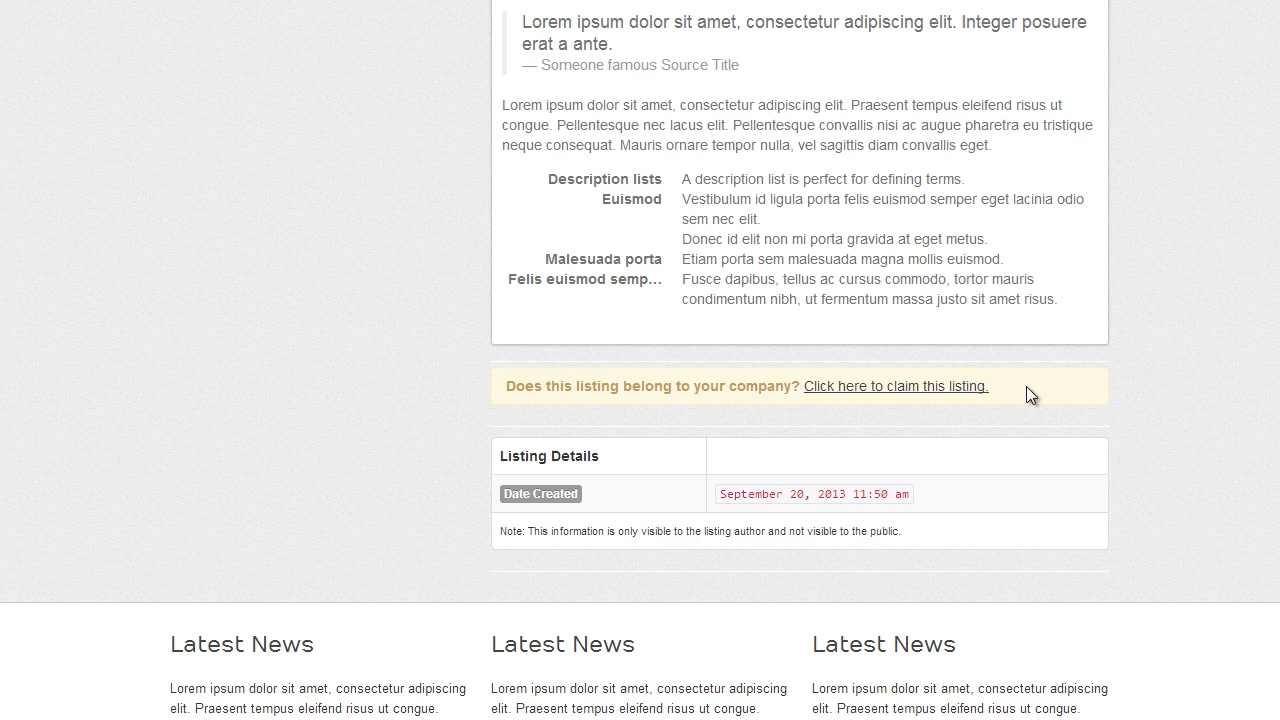 Lorem ipsum dolor sit amet, consectetur adipiscing elit. Integer posuere
erat a ante.
— Someone famous Source Title
Lorem ipsum dolor sit amet, consectetur adipiscing elit. Praesent tempus eleifend risus ut
congue. Pellentesque nec lacus elit. Pellentesque convallis nisi ac augue pharetra eu tristique
neque consequat. Mauris ornare tempor nulla, vel sagittis diam convallis eget.
Description lists A description list is perfect for defining terms.
Euismod Vestibulum id ligula porta felis euismod semper eget lacinia odio
sem nec elit.
Donec id elit non mi porta gravida at eget metus.
Malesuada porta Etiam porta sem malesuada magna mollis euismod.
Felis euismod semp... Fusce dapibus, tellus ac cursus commodo, tortor mauris
condimentum nibh, ut fermentum massa justo sit amet risus.
Does this listing belong to your company? Click here to claim this listing.
Listing Details
Date Created September 20, 2013 11:50 am
Note: This information is only visible to the listing author and not visible to the public.
Latest News Latest News Latest News
Lorem ipsum dolor sit amet, consectetur adipiscing Lorem ipsum dolor sit amet, consectetur adipiscing Lorem ipsum dolor sit amet, consectetur adipiscing
elit. Praesent tempus eleifend risus ut congue. elit. Praesent tempus eleifend risus ut congue. elit. Praesent tempus eleifend risus ut congue.